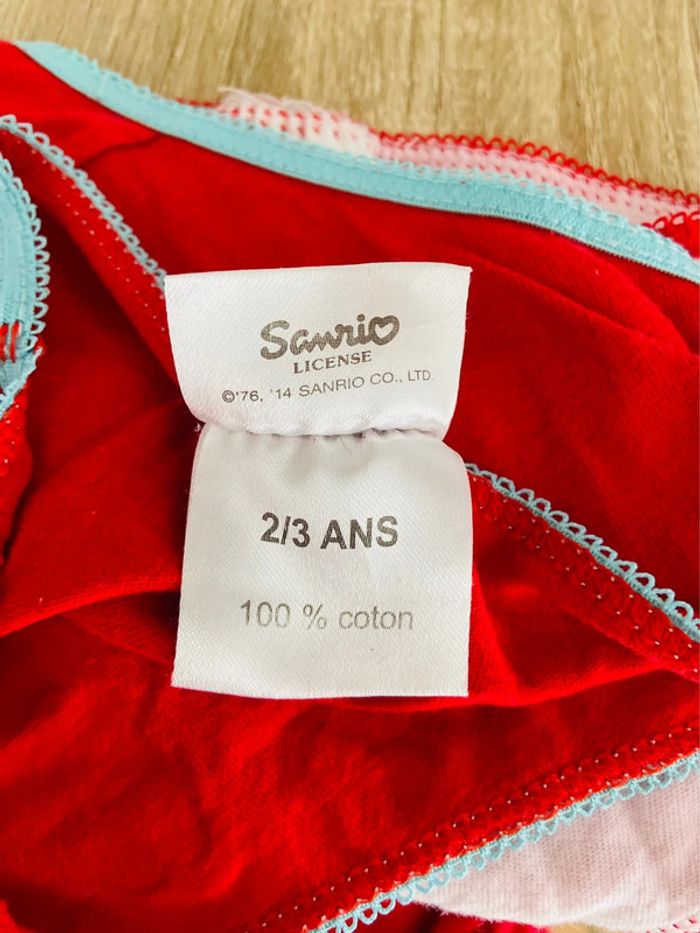 Sanrio
LICENSE
©'76, '14 SANRIO CO., LTD.
2/3 ANS
100 % coton